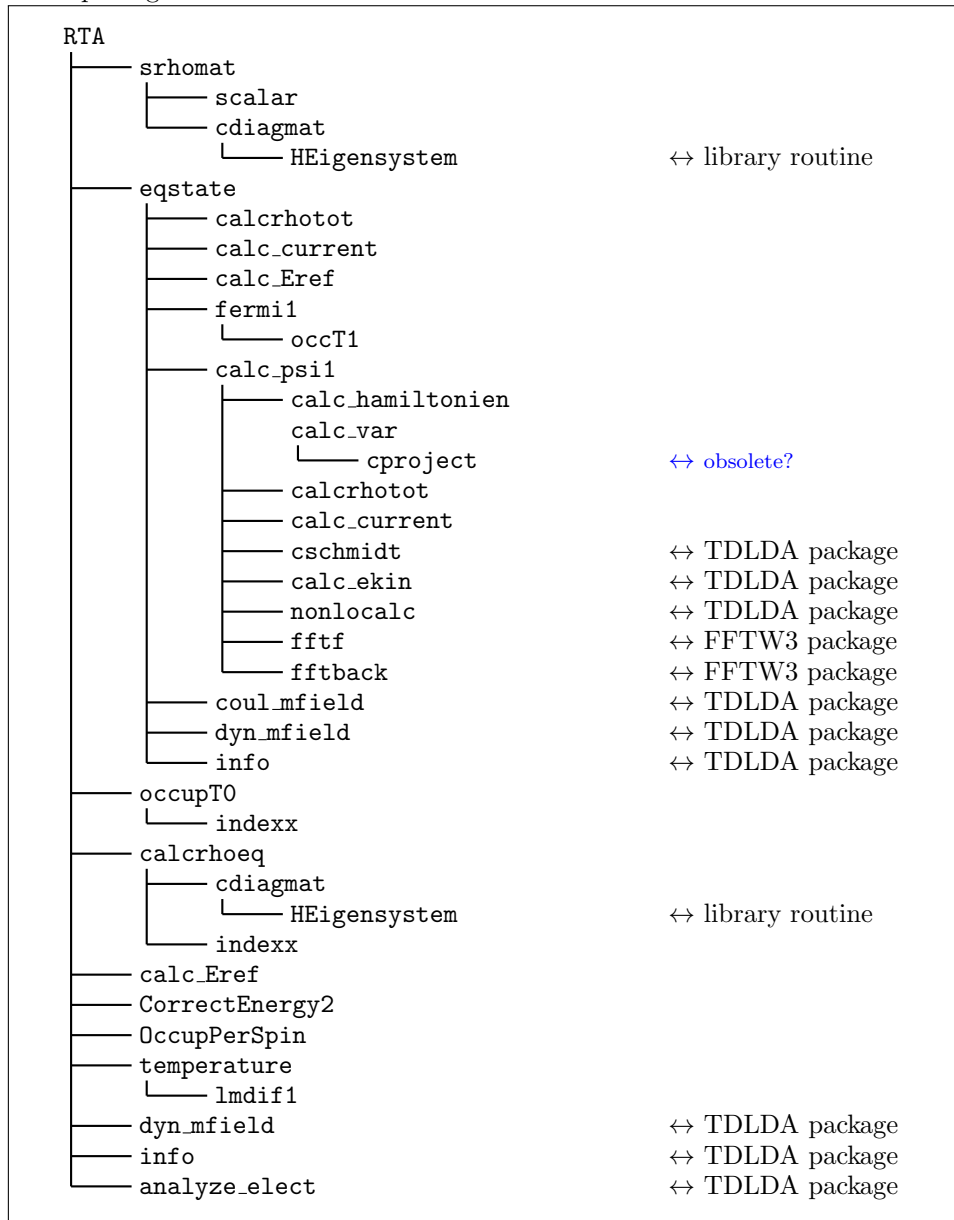 RTA
srhomat
scalar
cdiagmat
HEigensystem ↔ library routine
eqstate
calcrhotot
calc_current
calc_Eref
fermi1
occT1
calc_psi1
calc_hamiltonien
calc_var
cproject ↔ obsolete?
calcrhotot
calc_current
cschmidt ↔ TDLDA package
calc_ekin ↔ TDLDA package
nonlocalc ↔ TDLDA package
fftf ↔ FFTW3 package
fftback ↔ FFTW3 package
coul_mfield ↔ TDLDA package
dyn_mfield ↔ TDLDA package
info ↔ TDLDA package
occupT0
indexx
calcrhoeq
cdiagmat
HEigensystem ↔ library routine
indexx
calc_Eref
CorrectEnergy2
OccupPerSpin
temperature
lmdif1
dyn_mfield ↔ TDLDA package
info ↔ TDLDA package
analyze_elect ↔ TDLDA package